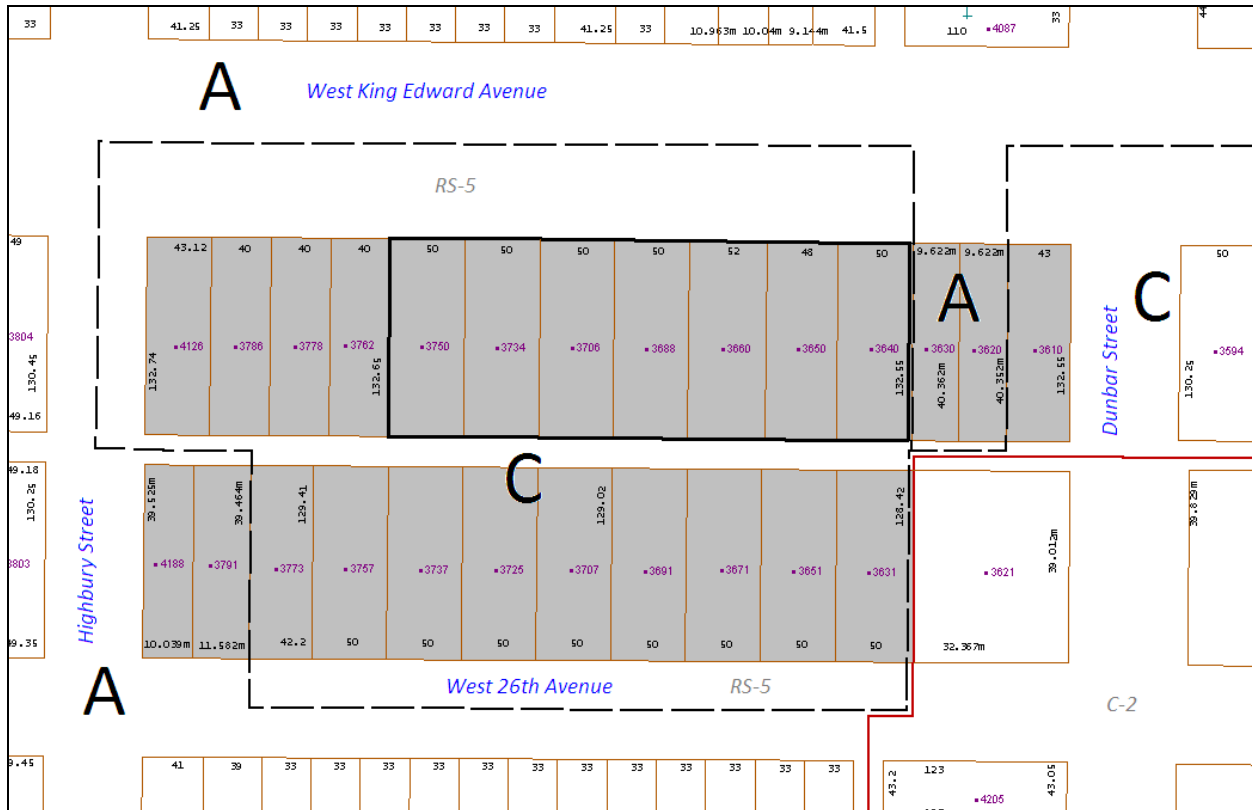 33 41.25 33 33 33 33 33 33 41.25 33 10.963m 10.04m 9.144m 41.5 110 4087 33 44
A West King Edward Avenue
RS-5
49 43.12 40 40 40 50 50 50 50 52 46 50 9.622m 9.622m 43 50
A C
3804 4126 3786 3778 3762 3750 3734 3706 3688 3660 3650 3640 3630 3620 3610 3594
130.45 132.74 132.65 132.55 40.362m 40.352m 132.55 Dunbar Street 130.25
49.16
C
49.18 130.25 39.525m 39.464m 129.41 129.02 128.42 39.829m
Highbury Street 39.012m
3803 4188 3791 3773 3757 3737 3725 3707 3691 3671 3651 3631 3621
49.35 10.039m 11.582m 42.2 50 50 50 50 50 50 50 50 32.367m
A West 26th Avenue RS-5 C-2
9.45 41 39 33 33 33 33 33 33 33 33 33 43.2 123 43.05
4205